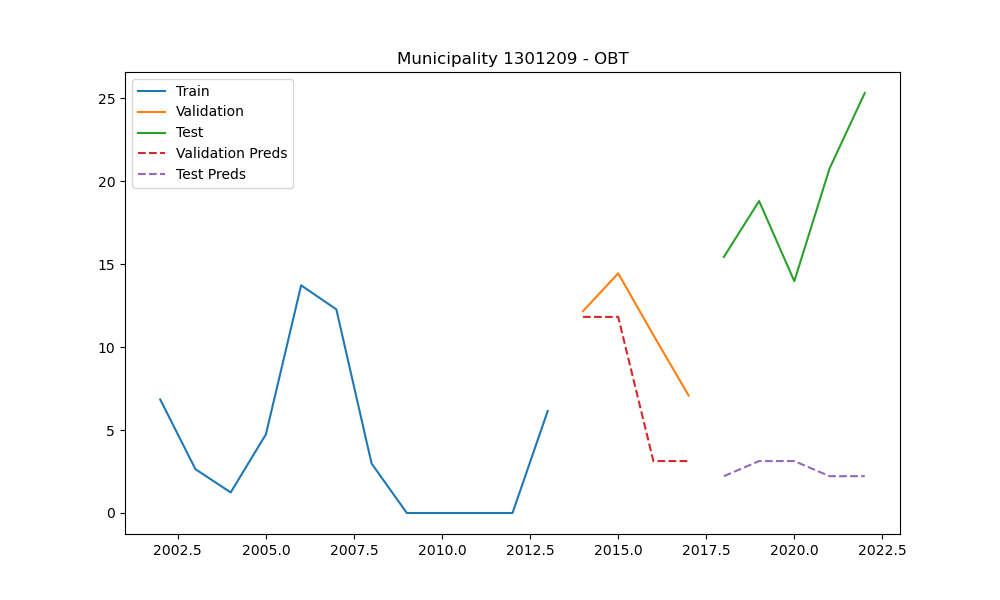 Municipality 1301209 - OBT
Train
Validation
Test
Validation Preds
Test Preds
25
20
15
10
5
0
2002.5 2005.0 2007.5 2010.0 2012.5 2015.0 2017.5 2020.0 2022.5